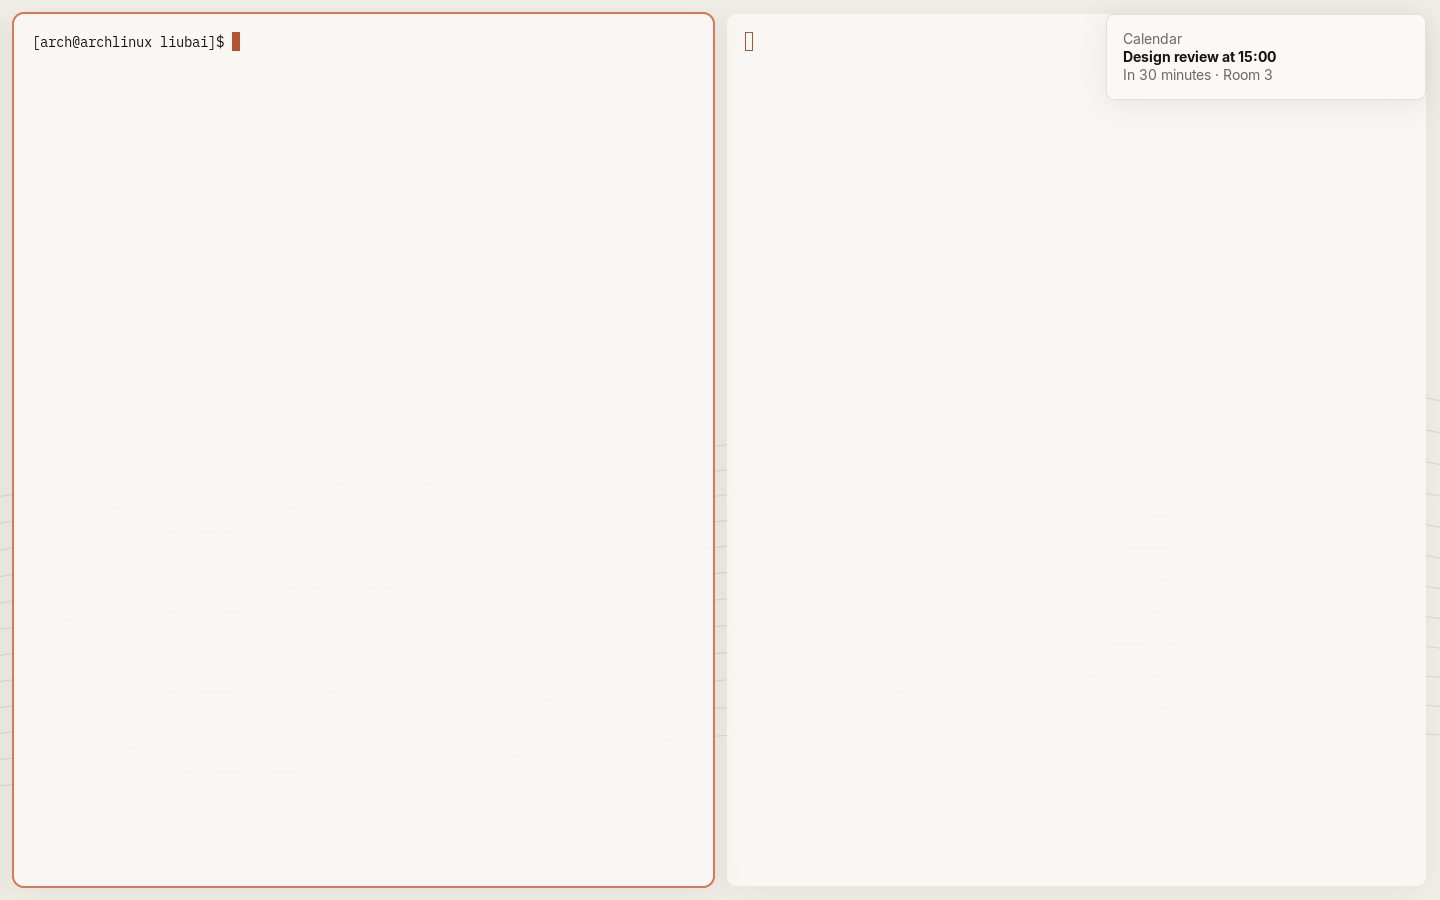 [arch@archlinux liubai]$
Calendar
Design review at 15:00
In 30 minutes · Room 3